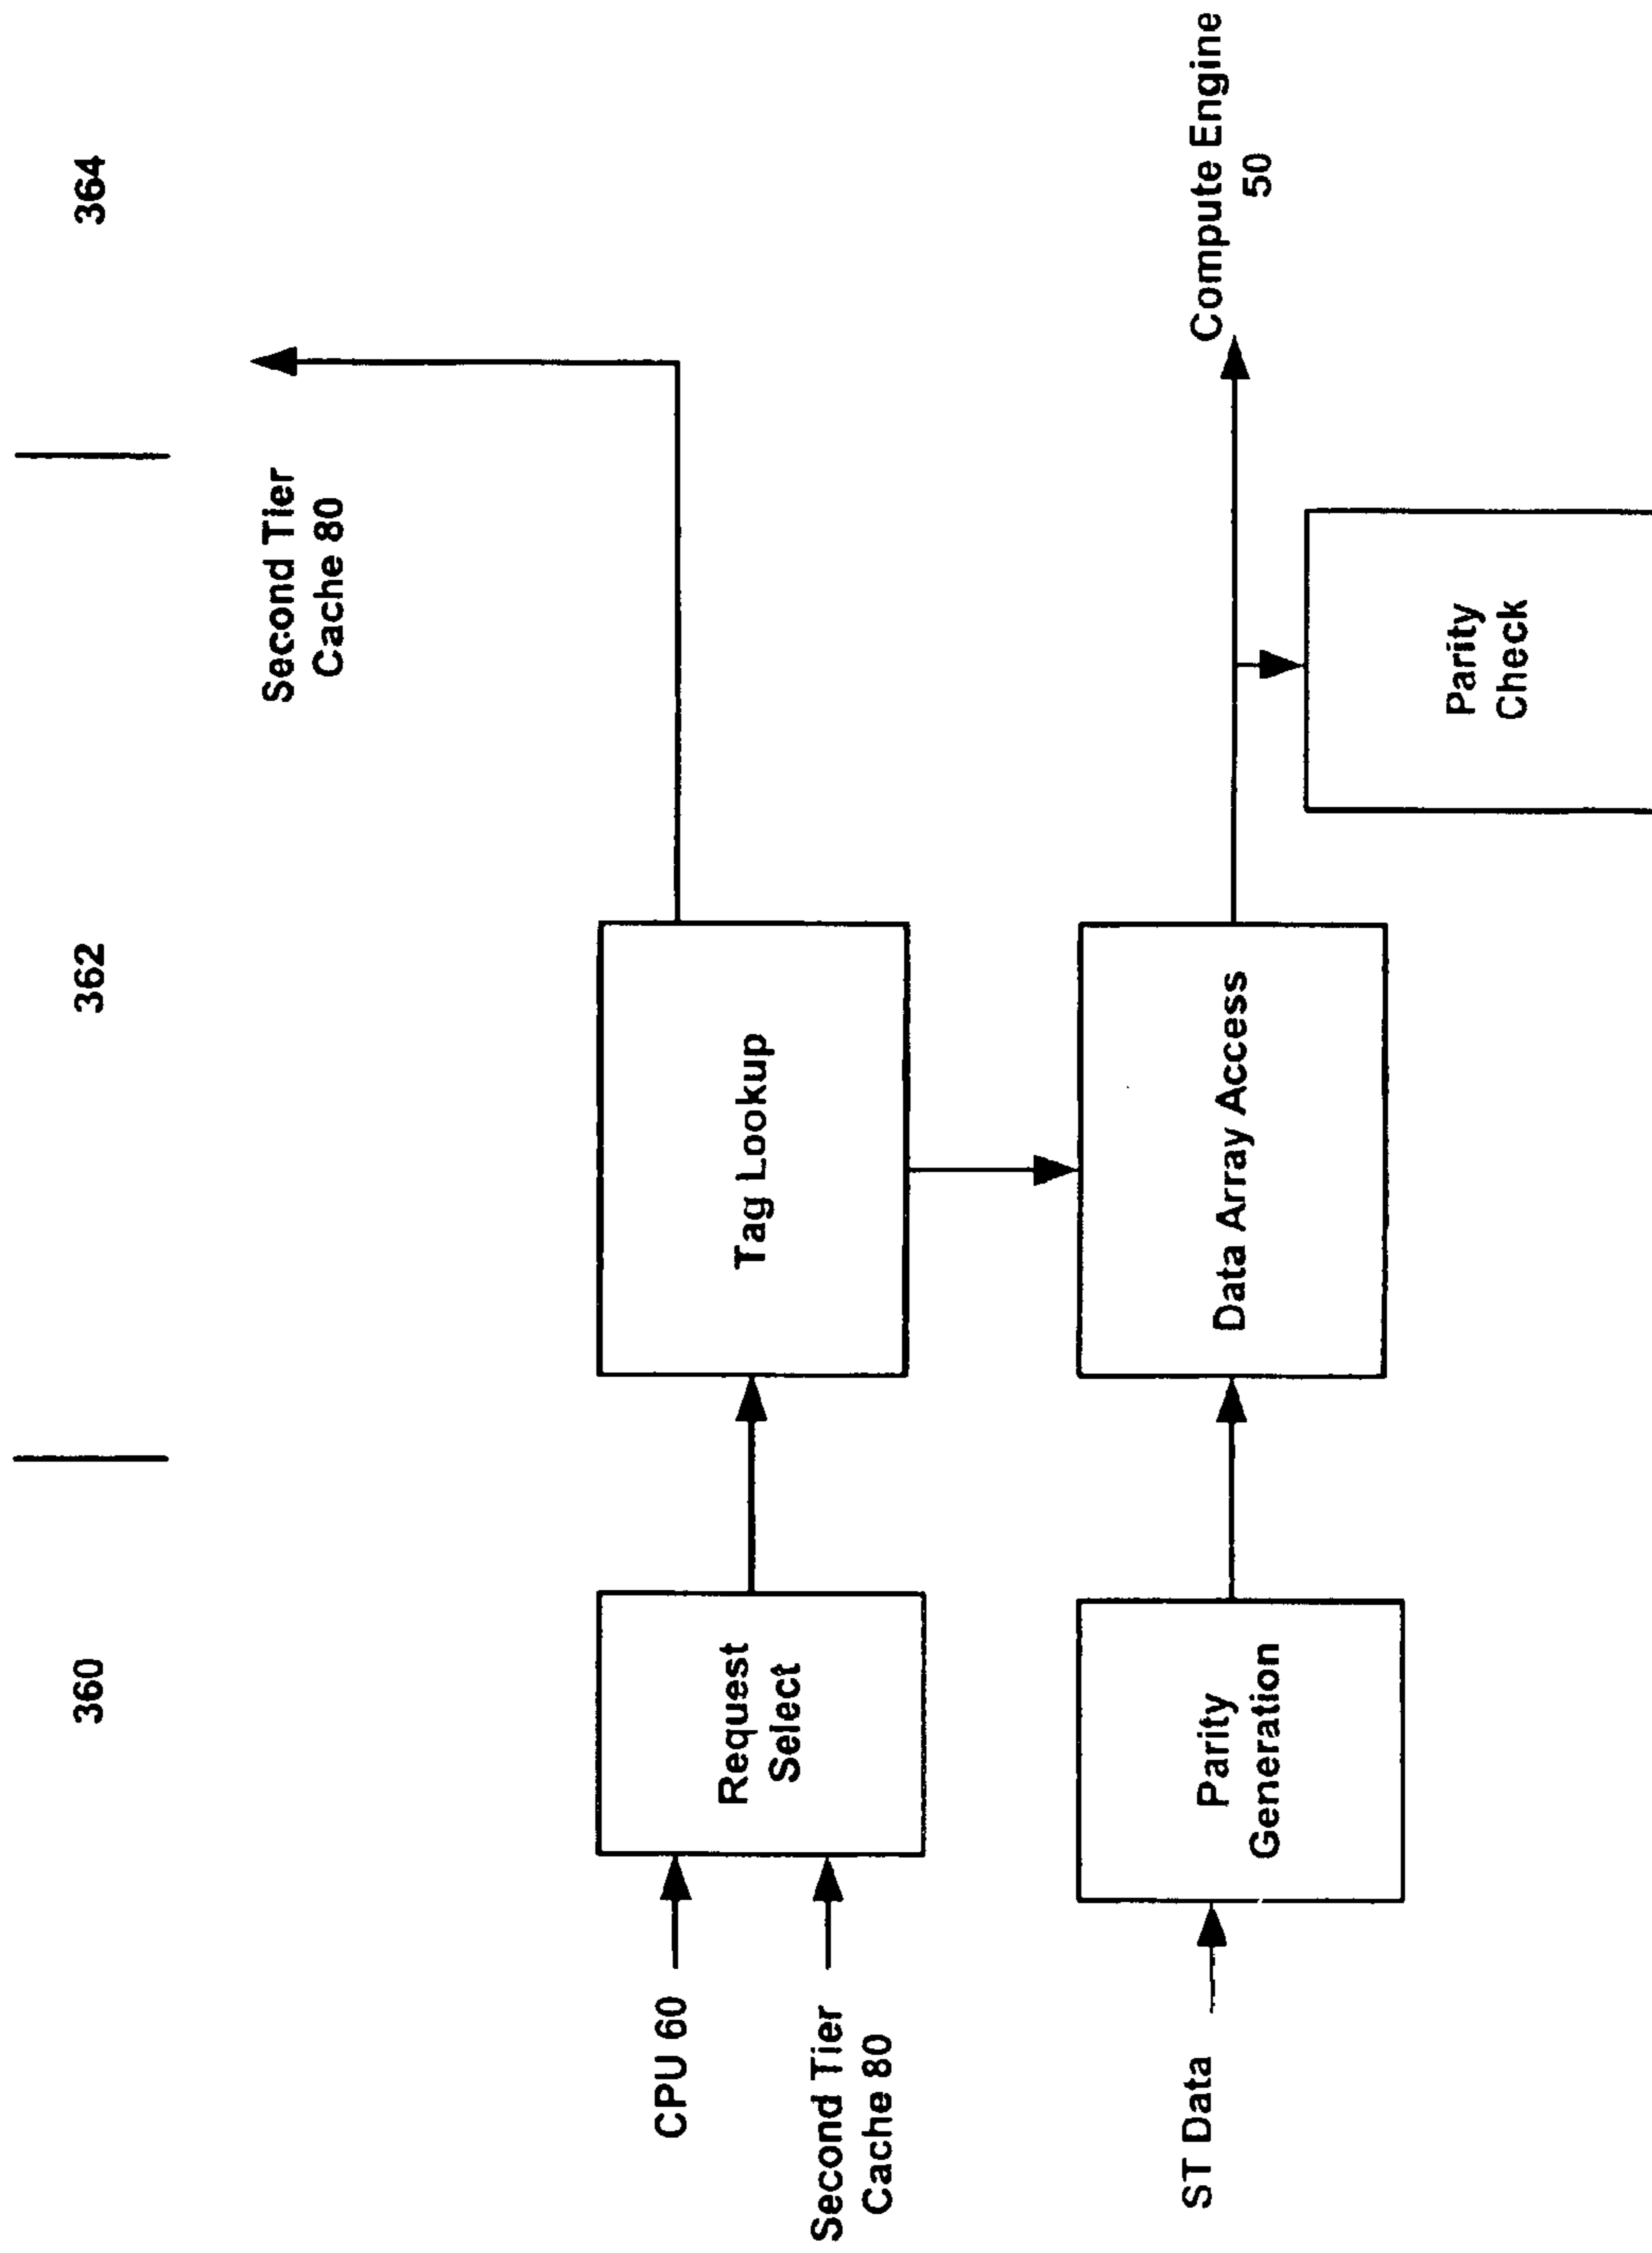 360
362
364
Second Tier
Cache 80
CPU 60
Request
Select
Tag Lookup
Second Tier
Cache 80
ST Data
Parity
Generation
Data Array Access
Compute Engine
50
Parity
Check